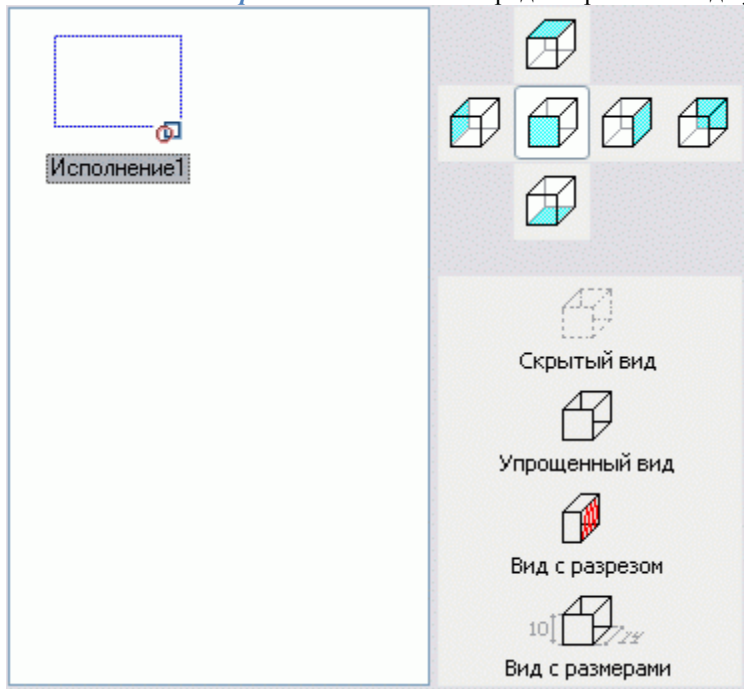 Исполнение1
Скрытый вид
Упрощенный вид
Вид с разрезом
10
Вид с размерами